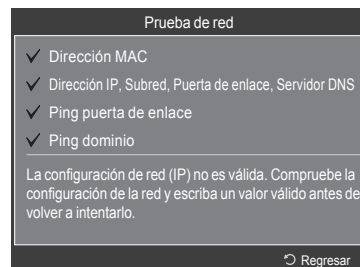 Prueba de red
Dirección MAC
Dirección IP, Subred, Puerta de enlace, Servidor DNS
Ping puerta de enlace
Ping dominio
La configuración de red (IP) no es válida. Compruebe la
configuración de la red y escriba un valor válido antes de
volver a intentarlo.
Regresar